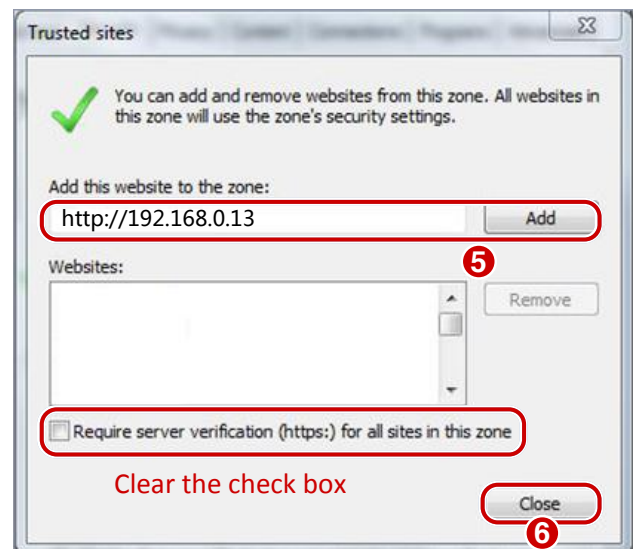 Trusted sites
You can add and remove websites from this zone. All websites in
this zone will use the zone's security settings.
Add this website to the zone:
http://192.168.0.13
Add
5
Websites:
Remove
Require server verification (https:) for all sites in this zone
Clear the check box
Close
6